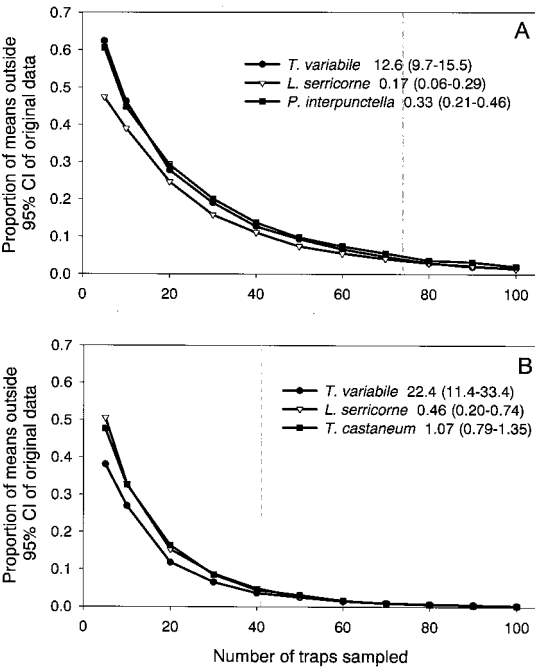 A
0.7
0.6
0.5
0.4
0.3
0.2
0.1
0.0
Proportion of means outside
95% CI of original data
T. variabile 12.6 (9.7-15.5)
L. serricorne 0.17 (0.06-0.29)
P. interpunctella 0.33 (0.21-0.46)
0 20 40 60 80 100
B
0.7
0.6
0.5
0.4
0.3
0.2
0.1
0.0
Proportion of means outside
95% CI of original data
T. variabile 22.4 (11.4-33.4)
L. serricorne 0.46 (0.20-0.74)
T. castaneum 1.07 (0.79-1.35)
0 20 40 60 80 100
Number of traps sampled